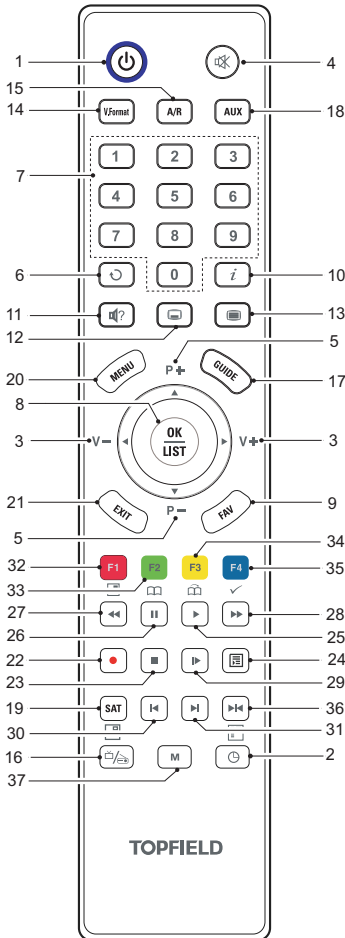 1 4
15
14 V.Format A/R AUX 18
7 1 2 3
4 5 6
7 8 9
6 0 i 10
11 ? 13
12
P+ 5
20 MENU GUIDE 17
8
3 V- OK V+ 3
LIST
21 EXIT FAV 9
5 P-
34
32 F1 F2 F3 F4 35
33
27 28
26 25
22 24
23 29
19 SAT 36
30 31
16 M 2
37
TOPFIELD